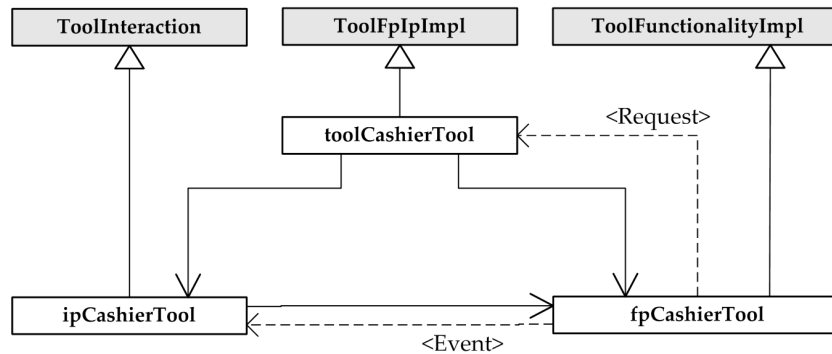 ToolInteraction
ToolFpIpImpl
ToolFunctionalityImpl
<Request>
toolCashierTool
ipCashierTool
fpCashierTool
<Event>